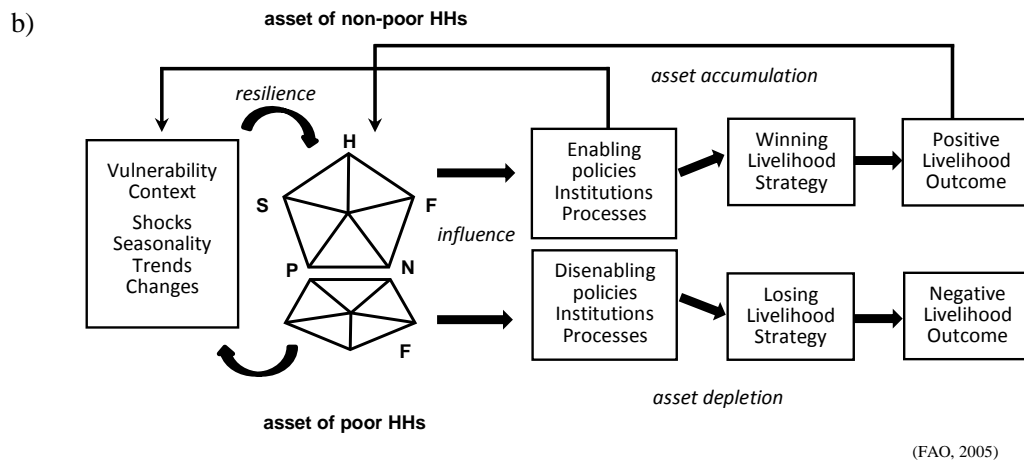 b)
asset of non-poor HHs
asset accumulation
resilience
Vulnerability
Context
Shocks
Seasonality
Trends
Changes
H
S
F
P
N
F
influence
Enabling
policies
Institutions
Processes
Winning
Livelihood
Strategy
Positive
Livelihood
Outcome
Disenabling
policies
Institutions
Processes
Losing
Livelihood
Strategy
Negative
Livelihood
Outcome
asset depletion
asset of poor HHs
(FAO, 2005)